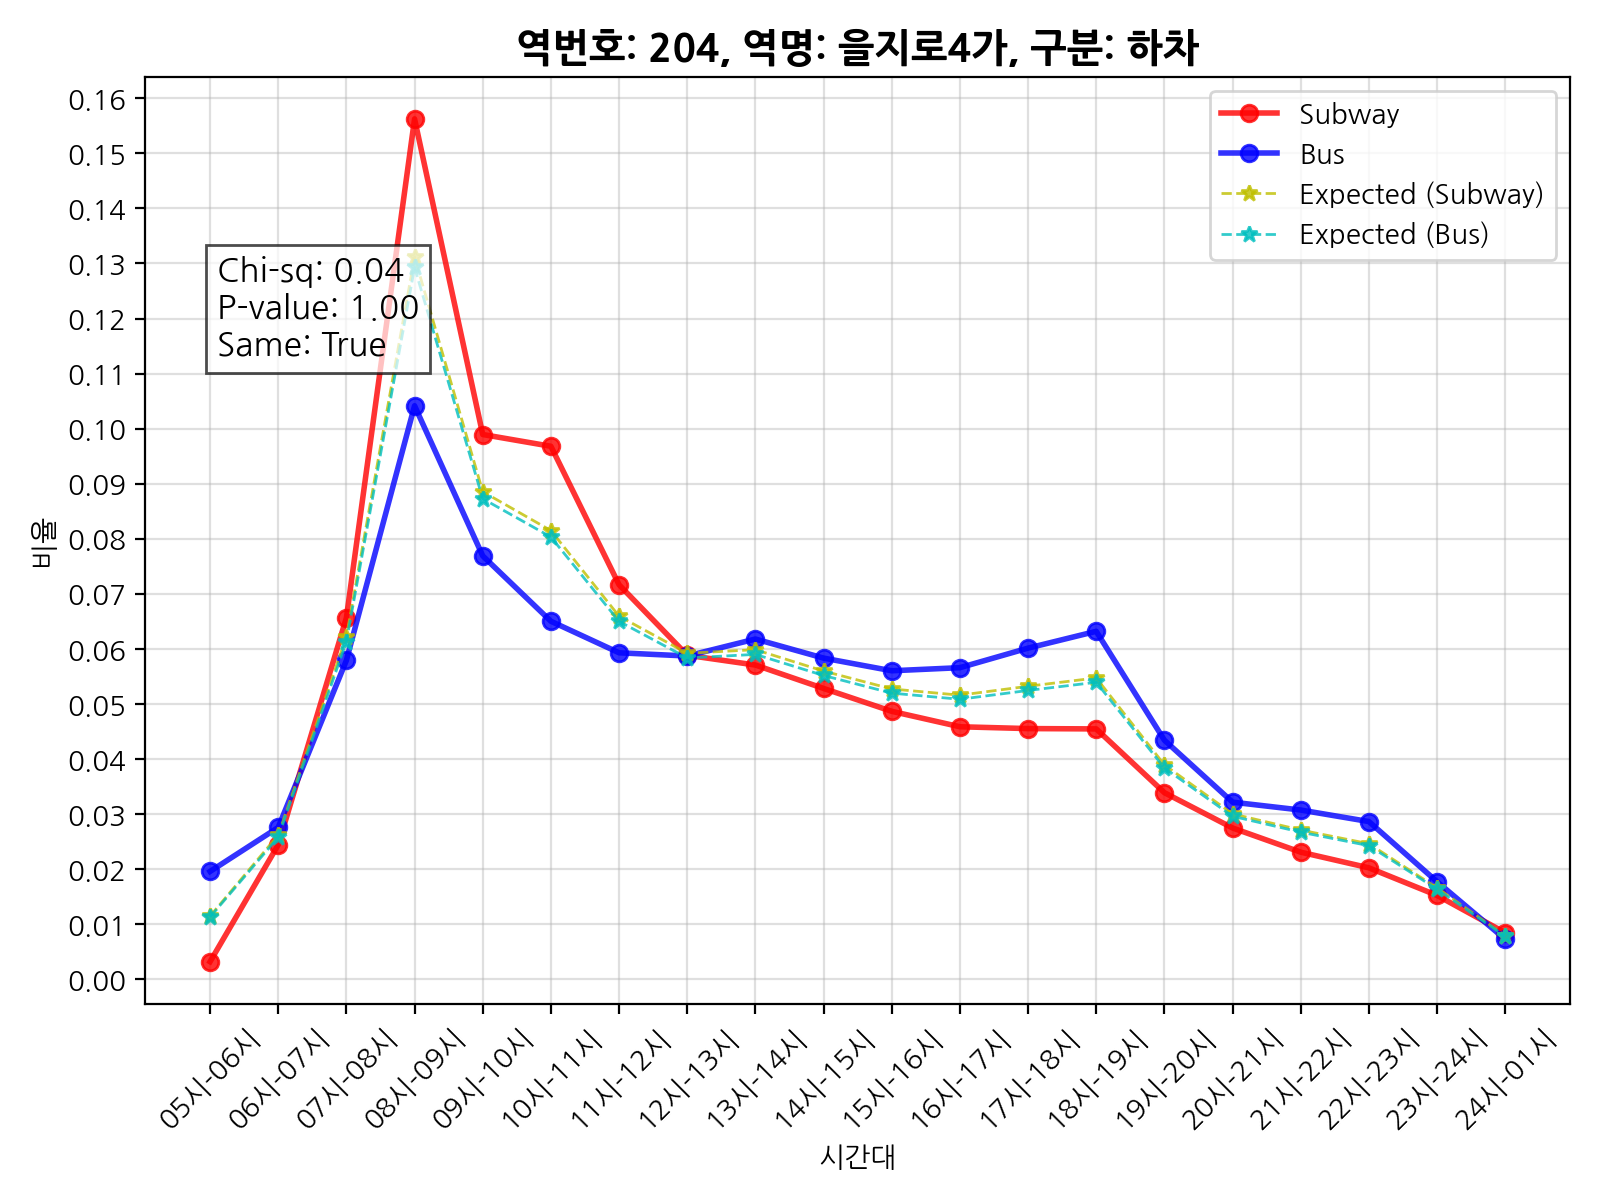 역번호: 204, 역명: 을지로4가, 구분: 하차
0.16
0.15
0.14
0.13
0.12
0.11
0.10
0.09
0.08
0.07
0.06
0.05
0.04
0.03
0.02
0.01
0.00
비율
Subway
Bus
Expected (Subway)
Expected (Bus)
Chi-sq: 0.04
P-value: 1.00
Same: True
05시-06시
06시-07시
07시-08시
08시-09시
09시-10시
10시-11시
11시-12시
12시-13시
13시-14시
14시-15시
15시-16시
16시-17시
17시-18시
18시-19시
19시-20시
20시-21시
21시-22시
22시-23시
23시-24시
24시-01시
시간대